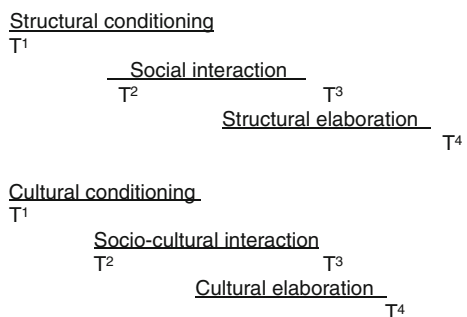 Structural conditioning
T¹
Social interaction
T² T³
Structural elaboration
T⁴
Cultural conditioning
T¹
Socio-cultural interaction
T² T³
Cultural elaboration
T⁴